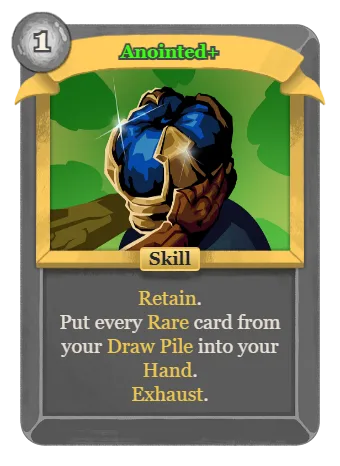 1
Anointed+
Skill
Retain.
Put every Rare card from
your Draw Pile into your
Hand.
Exhaust.